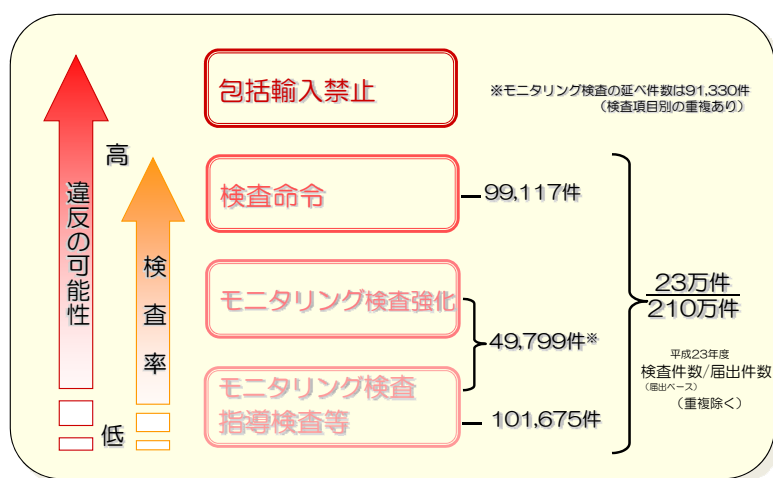 包括輸入禁止
※モニタリング検査の延べ件数は91,330件
（検査項目別の重複あり）
高
違反の可能性
検査率
低
検査命令
99,117件
モニタリング検査強化
49,799件※
モニタリング検査
指導検査等
101,675件
23万件
210万件
平成23年度
検査件数/届出件数
（届出ベース）
（重複除く）